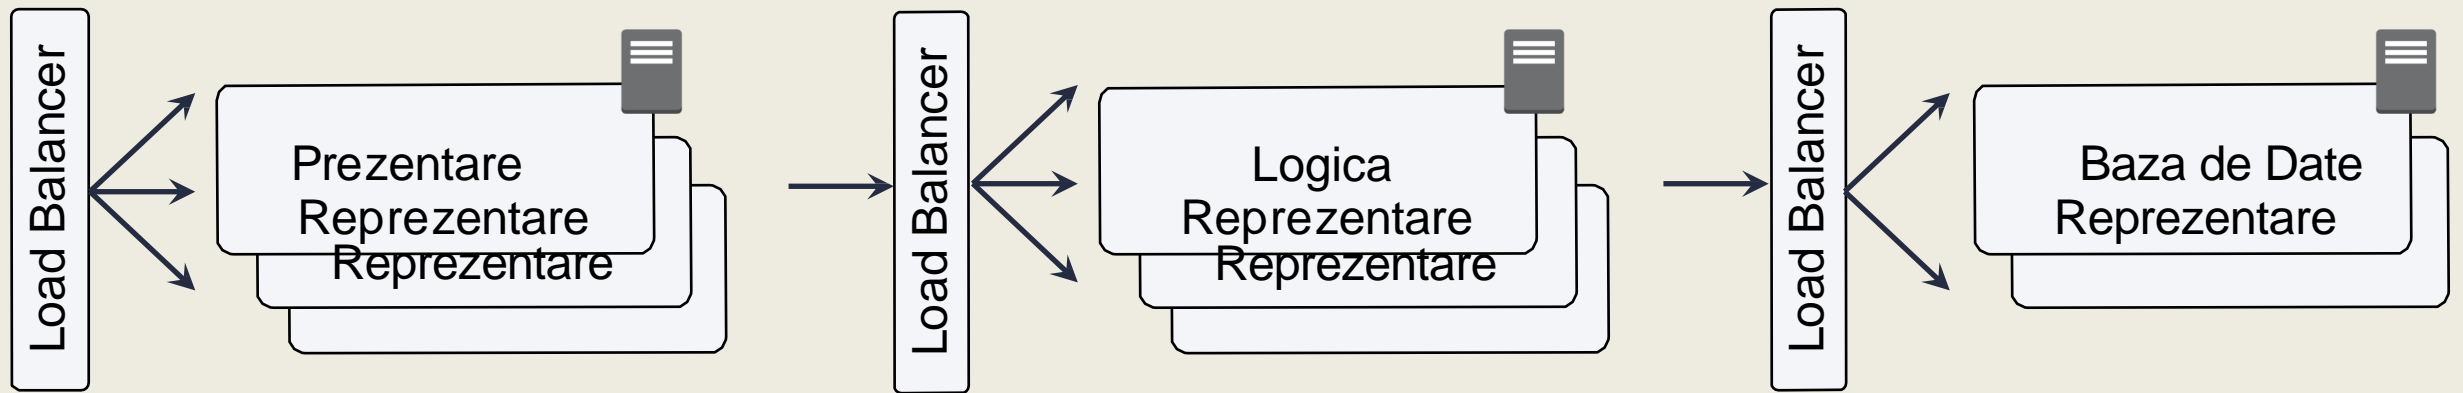 Load Balancer
Prezentare
Reprezentare
Reprezentare
Load Balancer
Logica
Reprezentare
Reprezentare
Load Balancer
Baza de Date
Reprezentare